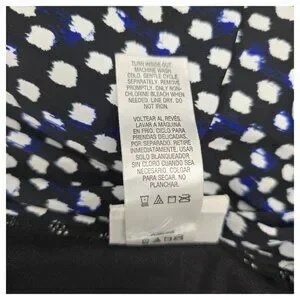 TURN INSIDE OUT
MACHINE WASH
COLD, GENTLE CYCLE
SEPARATELY. REMOVE
PROMPTLY. ONLY NON-
CHLORINE BLEACH WHEN
NEEDED. LINE DRY. DO
NOT IRON.
VOLTEAR AL REVÉS,
LAVAR A MÁQUINA
EN FRÍO, CICLO PARA
PRENDAS DELICADAS,
POR SEPARADO. RETIRE
INMEDIATAMENTE. USAR
SOLO BLANQUEADOR
SIN CLORO CUANDO SEA
NECESARIO. COLGAR
PARA SECAR. NO
PLANCHAR.